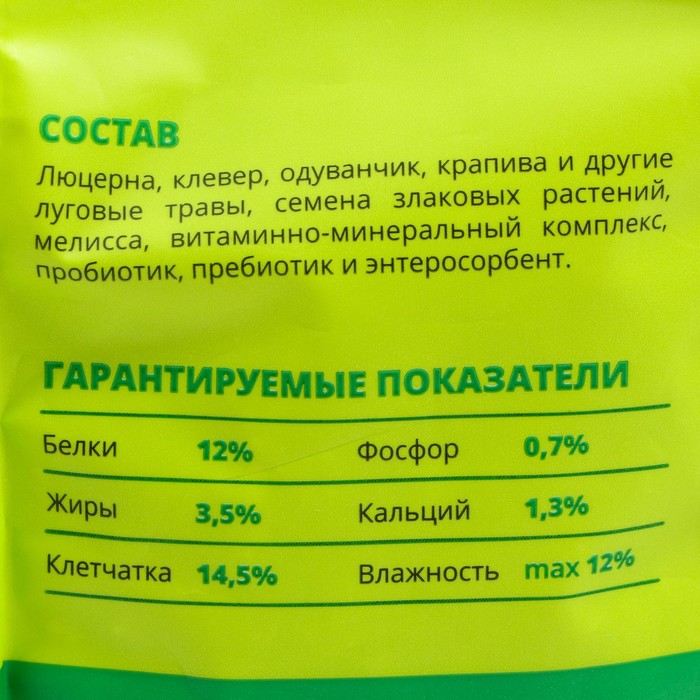 СОСТАВ
Люцерна, клевер, одуванчик, крапива и другие
луговые травы, семена злаковых растений,
мелисса, витаминно-минеральный комплекс,
пробиотик, пребиотик и энтеросорбент.
ГАРАНТИРУЕМЫЕ ПОКАЗАТЕЛИ
Белки 12% Фосфор 0,7%
Жиры 3,5% Кальций 1,3%
Клетчатка 14,5% Влажность max 12%